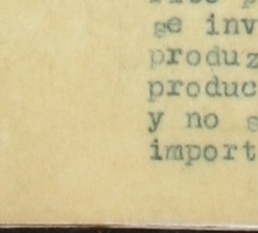 se inv
produz
produc
y no s
import